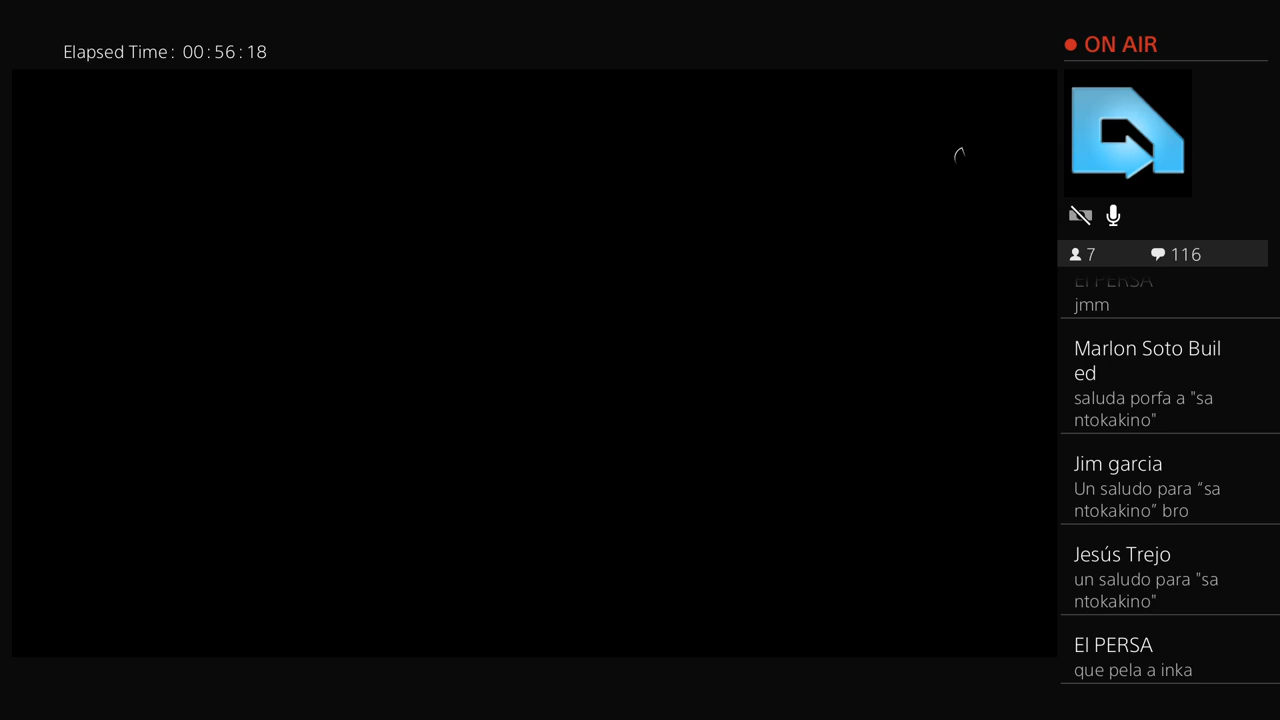 Elapsed Time: 00:56:18
ON AIR
7 116
El PERSA
jmm
Marlon Soto Buil
ed
saluda porfa a "sa
ntokakino"
Jim garcia
Un saludo para “sa
ntokakino” bro
Jesús Trejo
un saludo para "sa
ntokakino"
El PERSA
que pela a inka